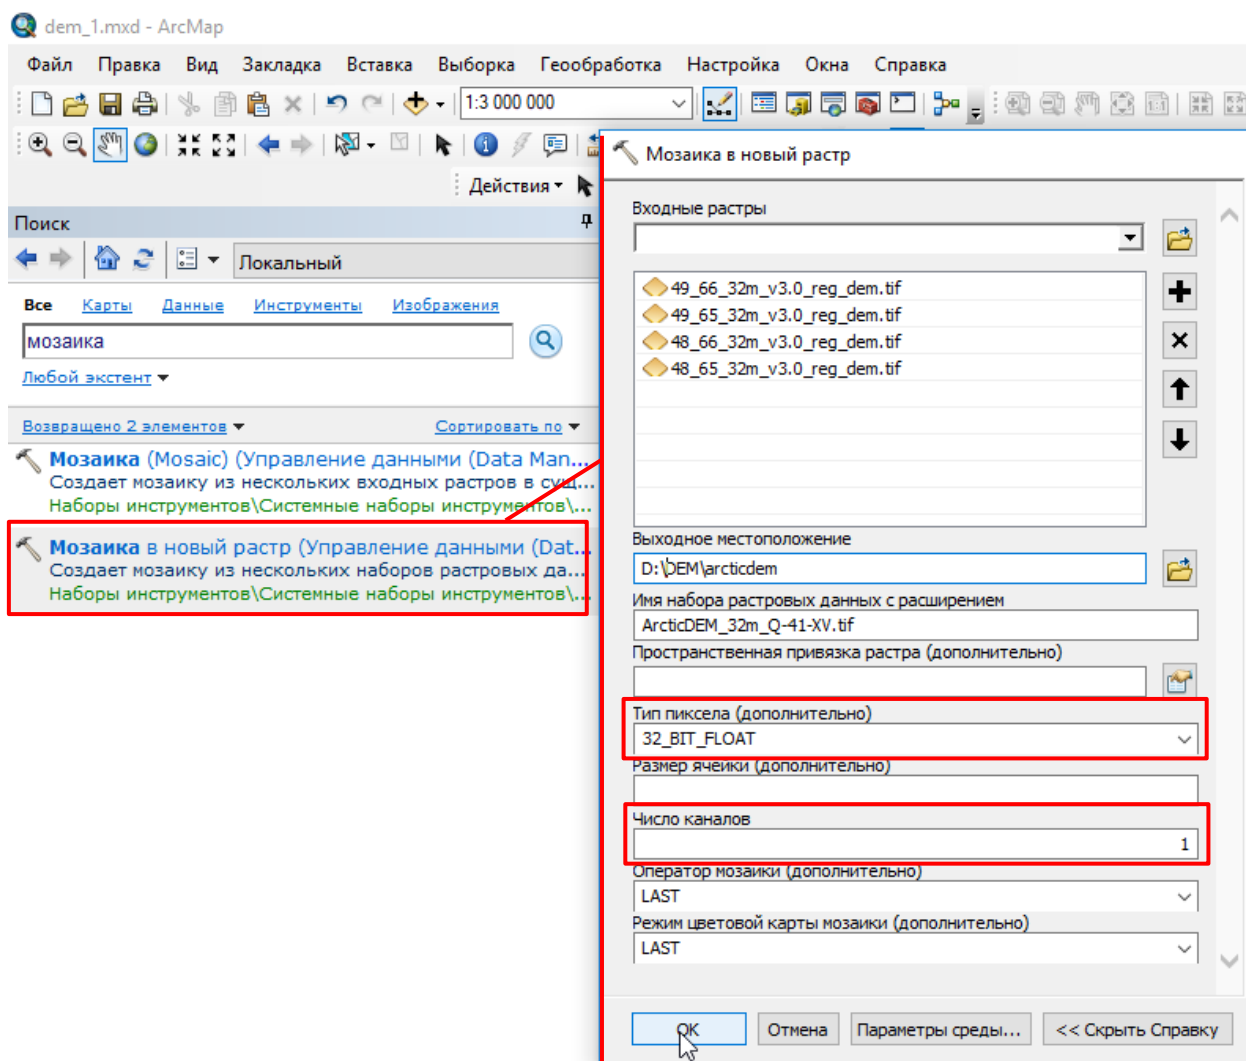 dem_1.mxd - ArcMap
Файл Правка Вид Закладка Вставка Выборка Геообработка Настройка Окна Справка
1:3 000 000
Действия
Поиск
Локальный
Все Карты Данные Инструменты Изображения
мозаика
Любой экстент
Возвращено 2 элементов Сортировать по
Мозаика (Mosaic) (Управление данными (Data Man...
Создает мозаику из нескольких входных растров в сущ...
Наборы инструментов\Системные наборы инструментов\...
Мозаика в новый растр (Управление данными (Dat...
Создает мозаику из нескольких наборов растровых да...
Наборы инструментов\Системные наборы инструментов\...
Мозаика в новый растр
Входные растры
49_66_32m_v3.0_reg_dem.tif
49_65_32m_v3.0_reg_dem.tif
48_66_32m_v3.0_reg_dem.tif
48_65_32m_v3.0_reg_dem.tif
Выходное местоположение
D:\DEM\arcticdem
Имя набора растровых данных с расширением
ArcticDEM_32m_Q-41-XV.tif
Пространственная привязка растра (дополнительно)
Тип пиксела (дополнительно)
32_BIT_FLOAT
Размер ячейки (дополнительно)
Число каналов
1
Оператор мозаики (дополнительно)
LAST
Режим цветовой карты мозаики (дополнительно)
LAST
OK Отмена Параметры среды... << Скрыть Справку